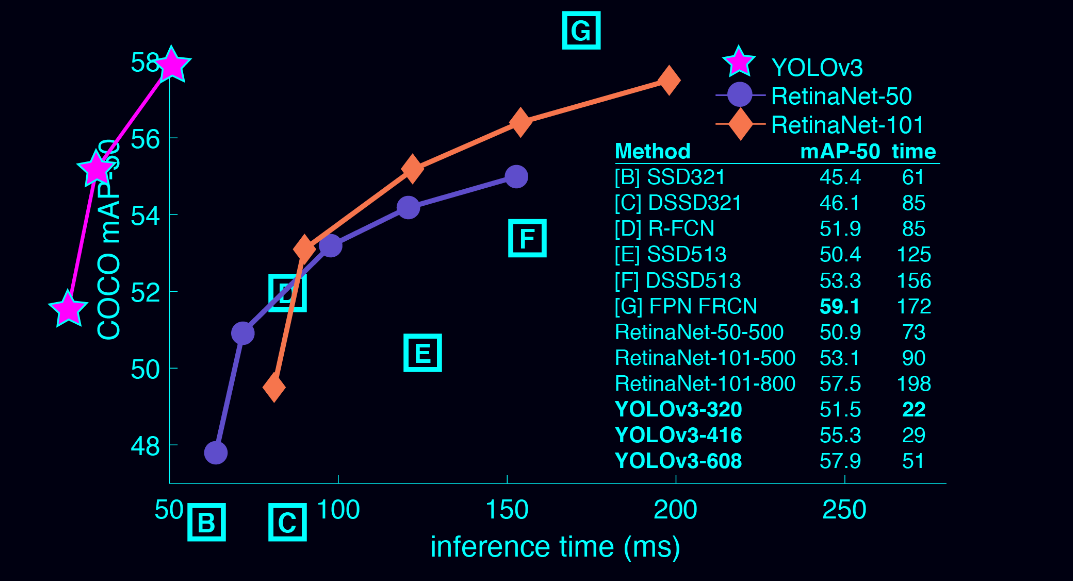 G
58
56
54
52
50
48
COCO mAP-50
D
E
F
50
100
150
200
250
B
C
inference time (ms)
YOLOv3
RetinaNet-50
RetinaNet-101
Method mAP-50 time
[B] SSD321 45.4 61
[C] DSSD321 46.1 85
[D] R-FCN 51.9 85
[E] SSD513 50.4 125
[F] DSSD513 53.3 156
[G] FPN FRCN 59.1 172
RetinaNet-50-500 50.9 73
RetinaNet-101-500 53.1 90
RetinaNet-101-800 57.5 198
YOLOv3-320 51.5 22
YOLOv3-416 55.3 29
YOLOv3-608 57.9 51